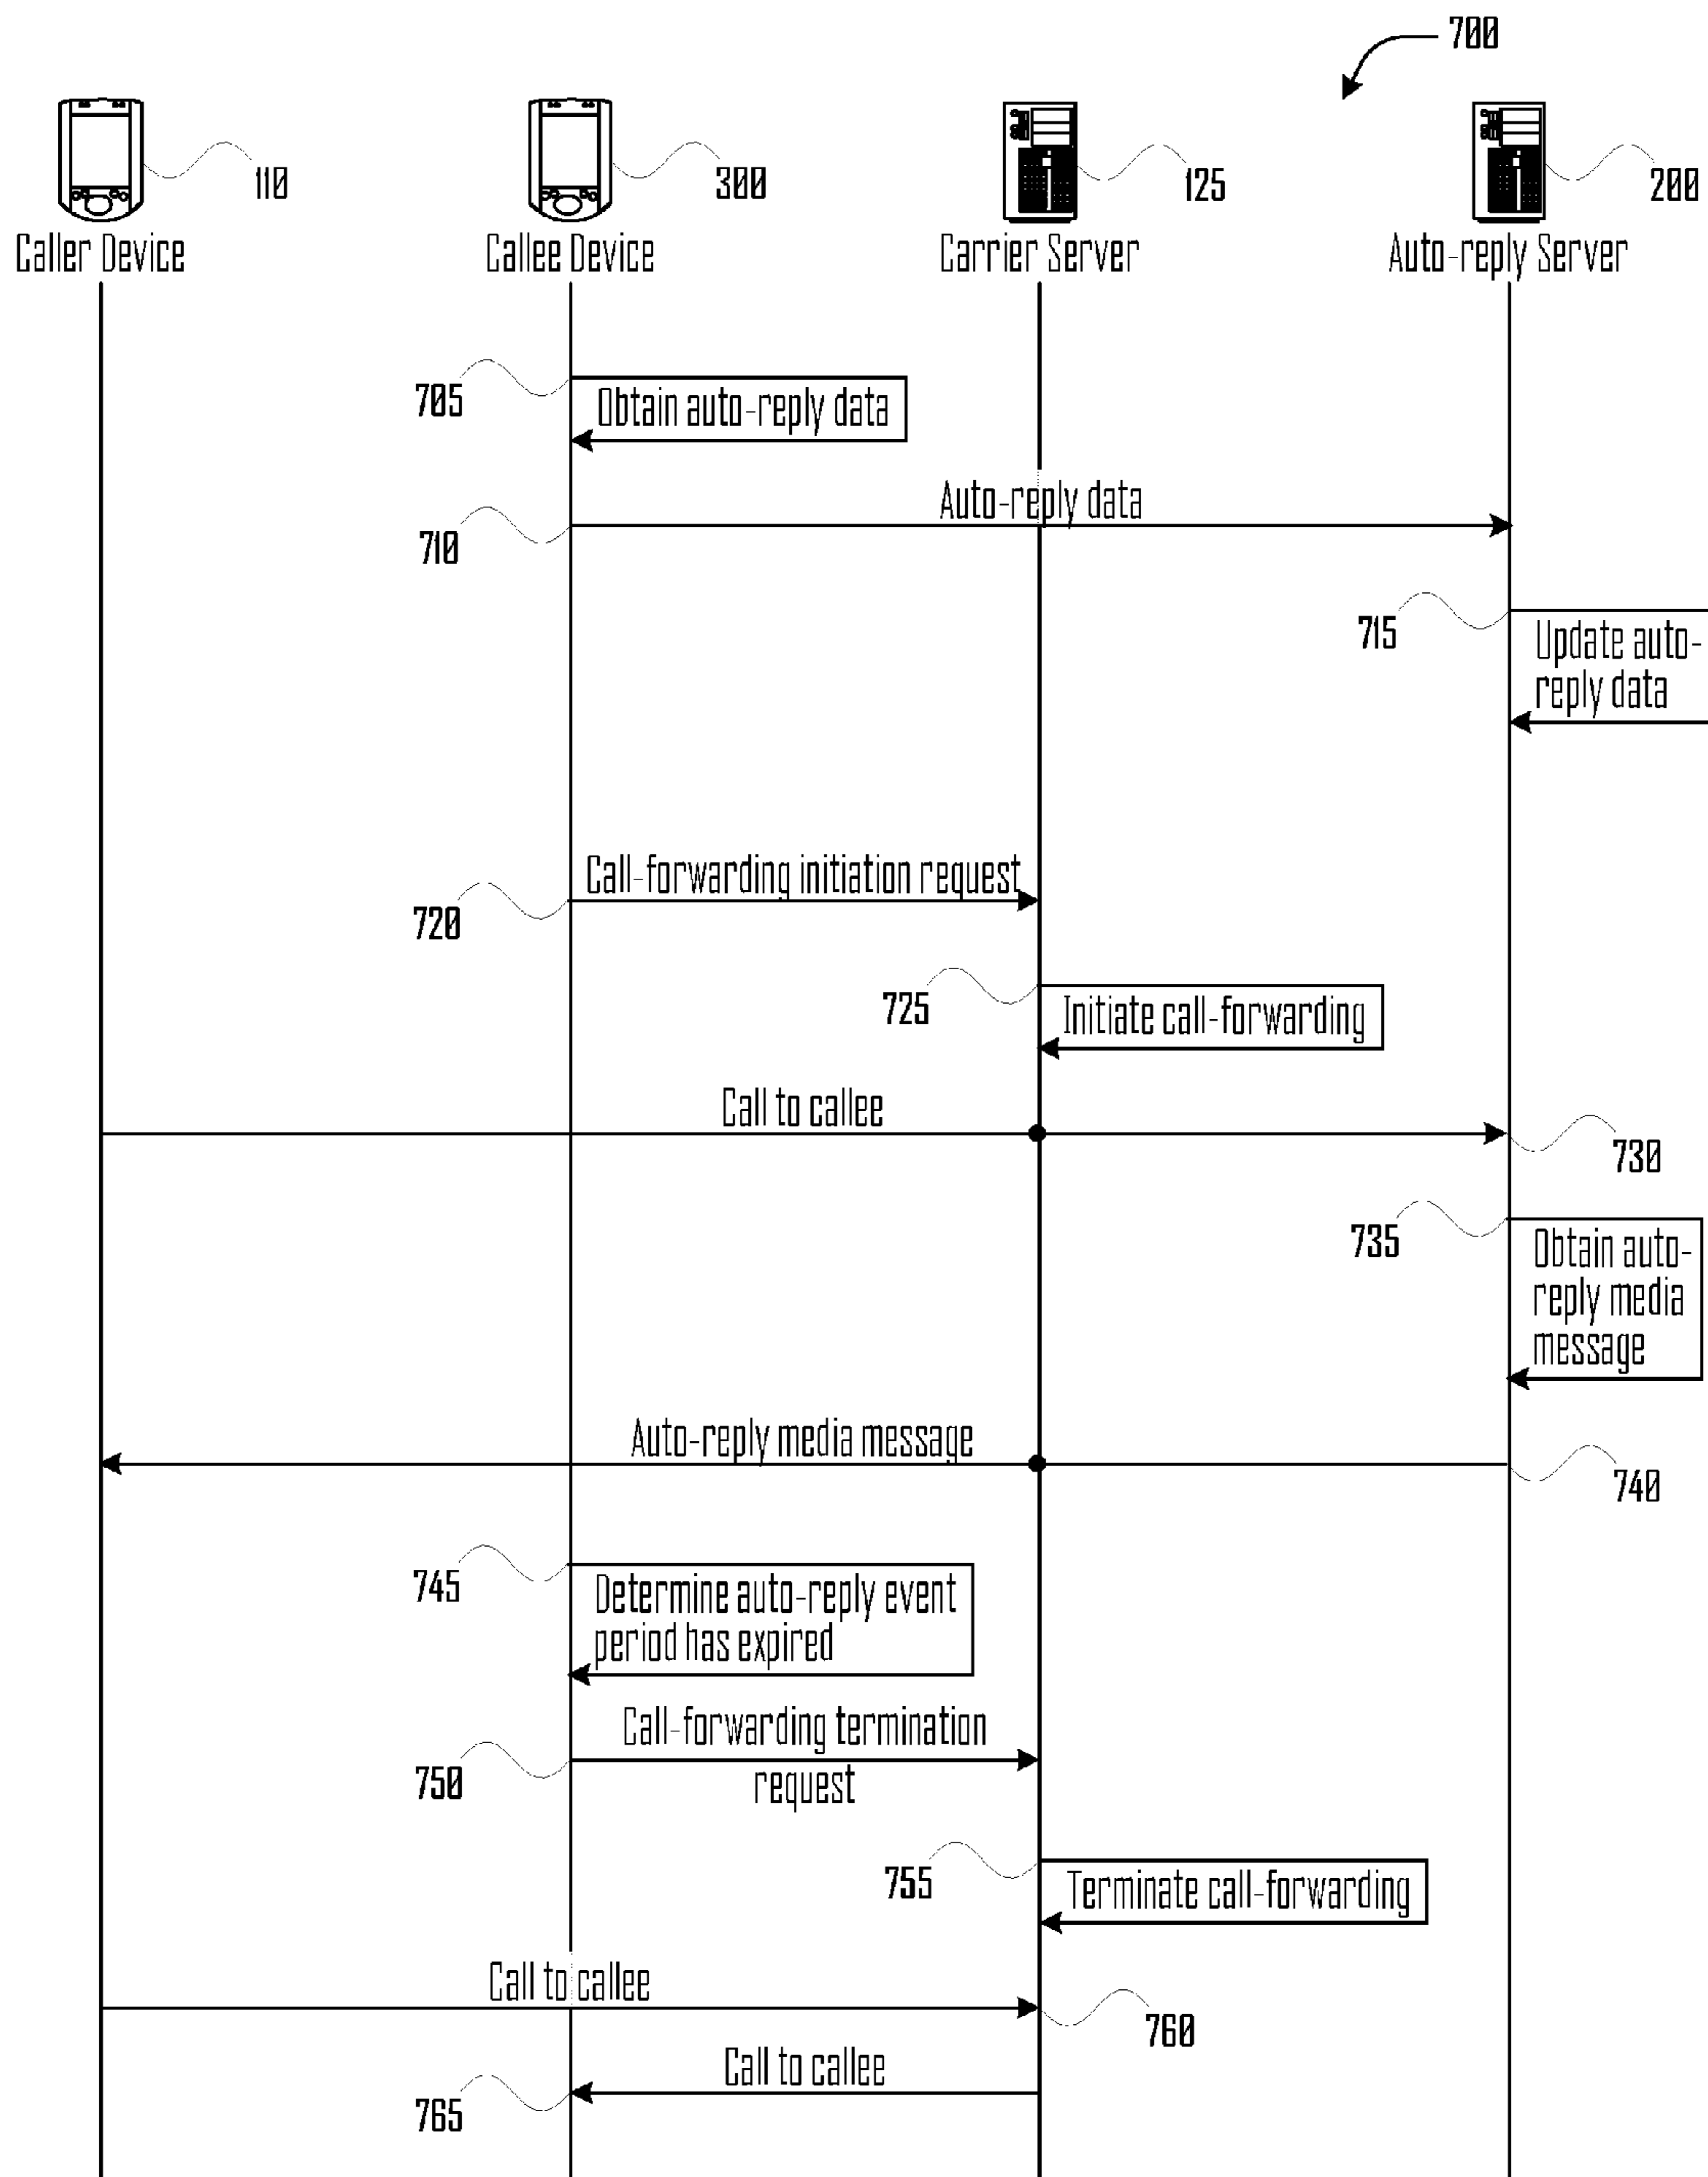 700
110
300
125
200
Caller Device
Callee Device
Carrier Server
Auto-reply Server
705
Obtain auto-reply data
Auto-reply data
710
715
Update auto-
reply data
Call-forwarding initiation request
720
725
Initiate call-forwarding
Call to callee
730
735
Obtain auto-
reply media
message
Auto-reply media message
740
745
Determine auto-reply event
period has expired
Call-forwarding termination
request
750
755
Terminate call-forwarding
Call to callee
760
Call to callee
765